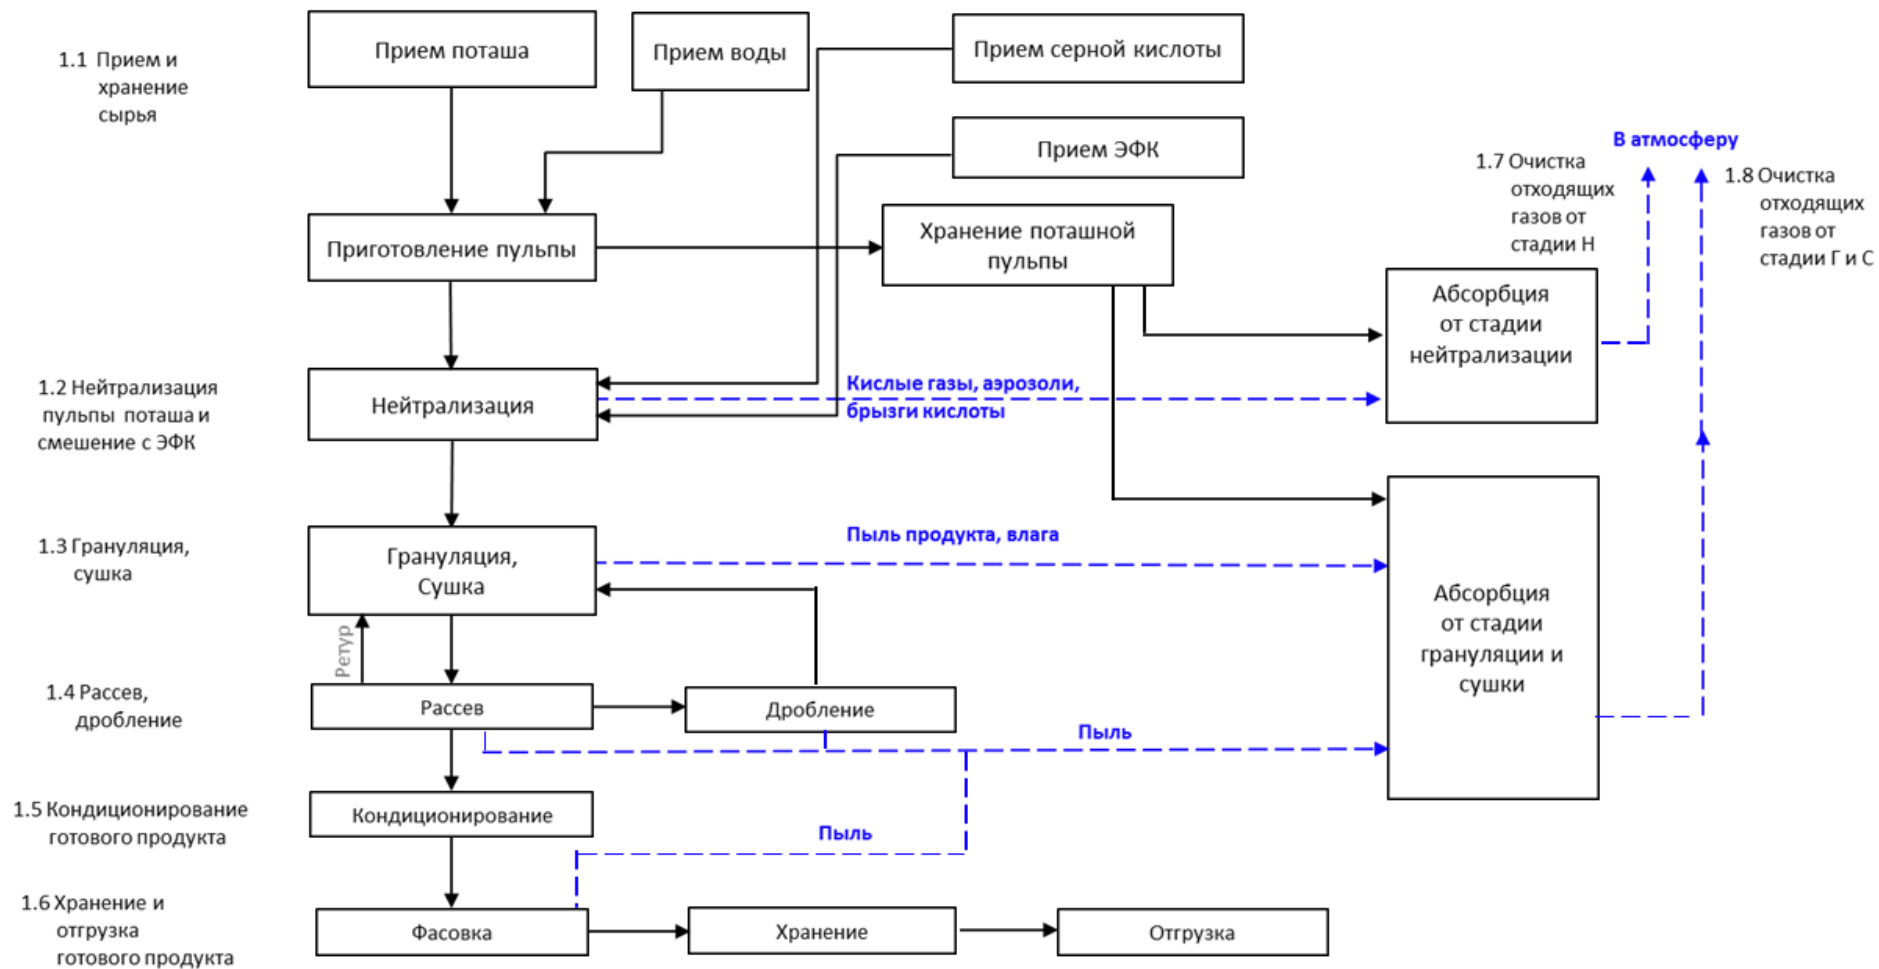 1.1 Прием и
хранение
сырья
Прием поташа
Прием воды
Прием серной кислоты
Прием ЭФК
В атмосферу
1.7 Очистка
отходящих
газов от
стадии Н
1.8 Очистка
отходящих
газов от
стадии Г и С
Приготовление пульпы
Хранение поташной
пульпы
Абсорбция
от стадии
нейтрализации
1.2 Нейтрализация
пульпы поташа и
смешение с ЭФК
Нейтрализация
Кислые газы, аэрозоли,
брызги кислоты
1.3 Грануляция,
сушка
Грануляция,
Сушка
Пыль продукта, влага
Абсорбция
от стадии
грануляции и
сушки
Ретур
1.4 Рассев,
дробление
Рассев
Дробление
Пыль
1.5 Кондиционирование
готового продукта
Кондиционирование
Пыль
1.6 Хранение и
отгрузка
готового продукта
Фасовка
Хранение
Отгрузка